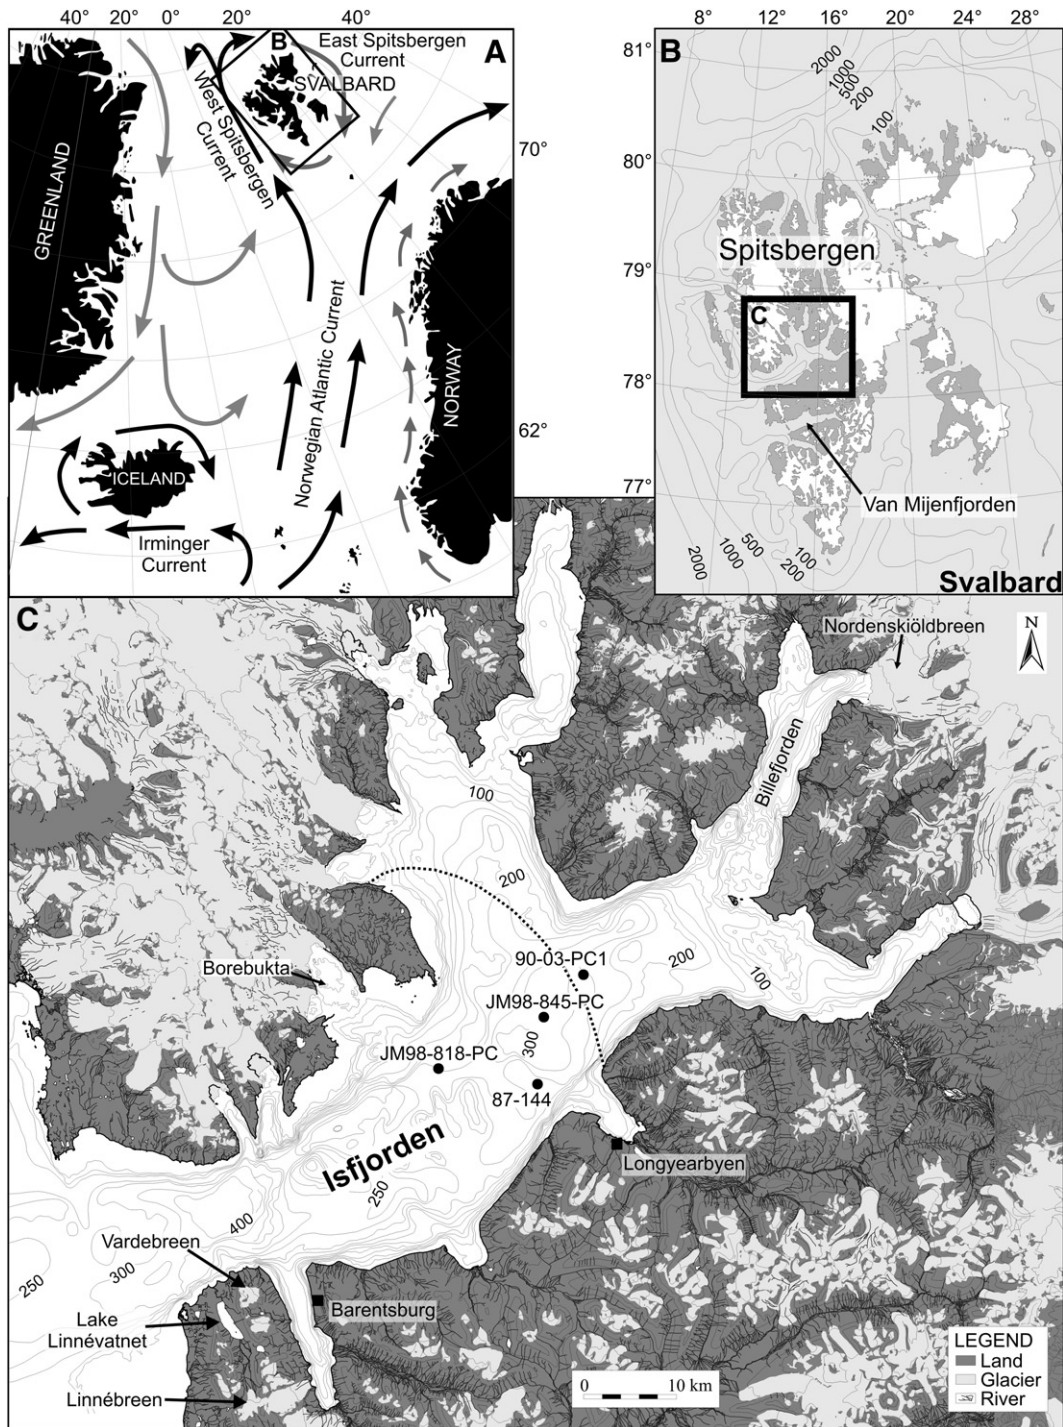 40° 20° 0° 20° 40°
A
B
East Spitsbergen
Current
SVALBARD
West Spitsbergen
Current
GREENLAND
70°
Norwegian Atlantic Current
NORWAY
62°
ICELAND
Irminger
Current
8° 12° 16° 20° 24° 28°
81°
80°
79°
78°
77°
B
2000
1000
500
200
100
Spitsbergen
C
Van Mijenfjorden
2000
1000
500
200
100
Svalbard
C
Nordenskiöldbreen
N
Billefjorden
100
200
Borebukta
90-03-PC1
200
100
JM98-845-PC
300
JM98-818-PC
87-144
Isfjorden
Longyearbyen
250
400
Vardebreen
300
250
Barentsburg
Lake
Linnévatnet
Linnébreen
0 10 km
LEGEND
Land
Glacier
River